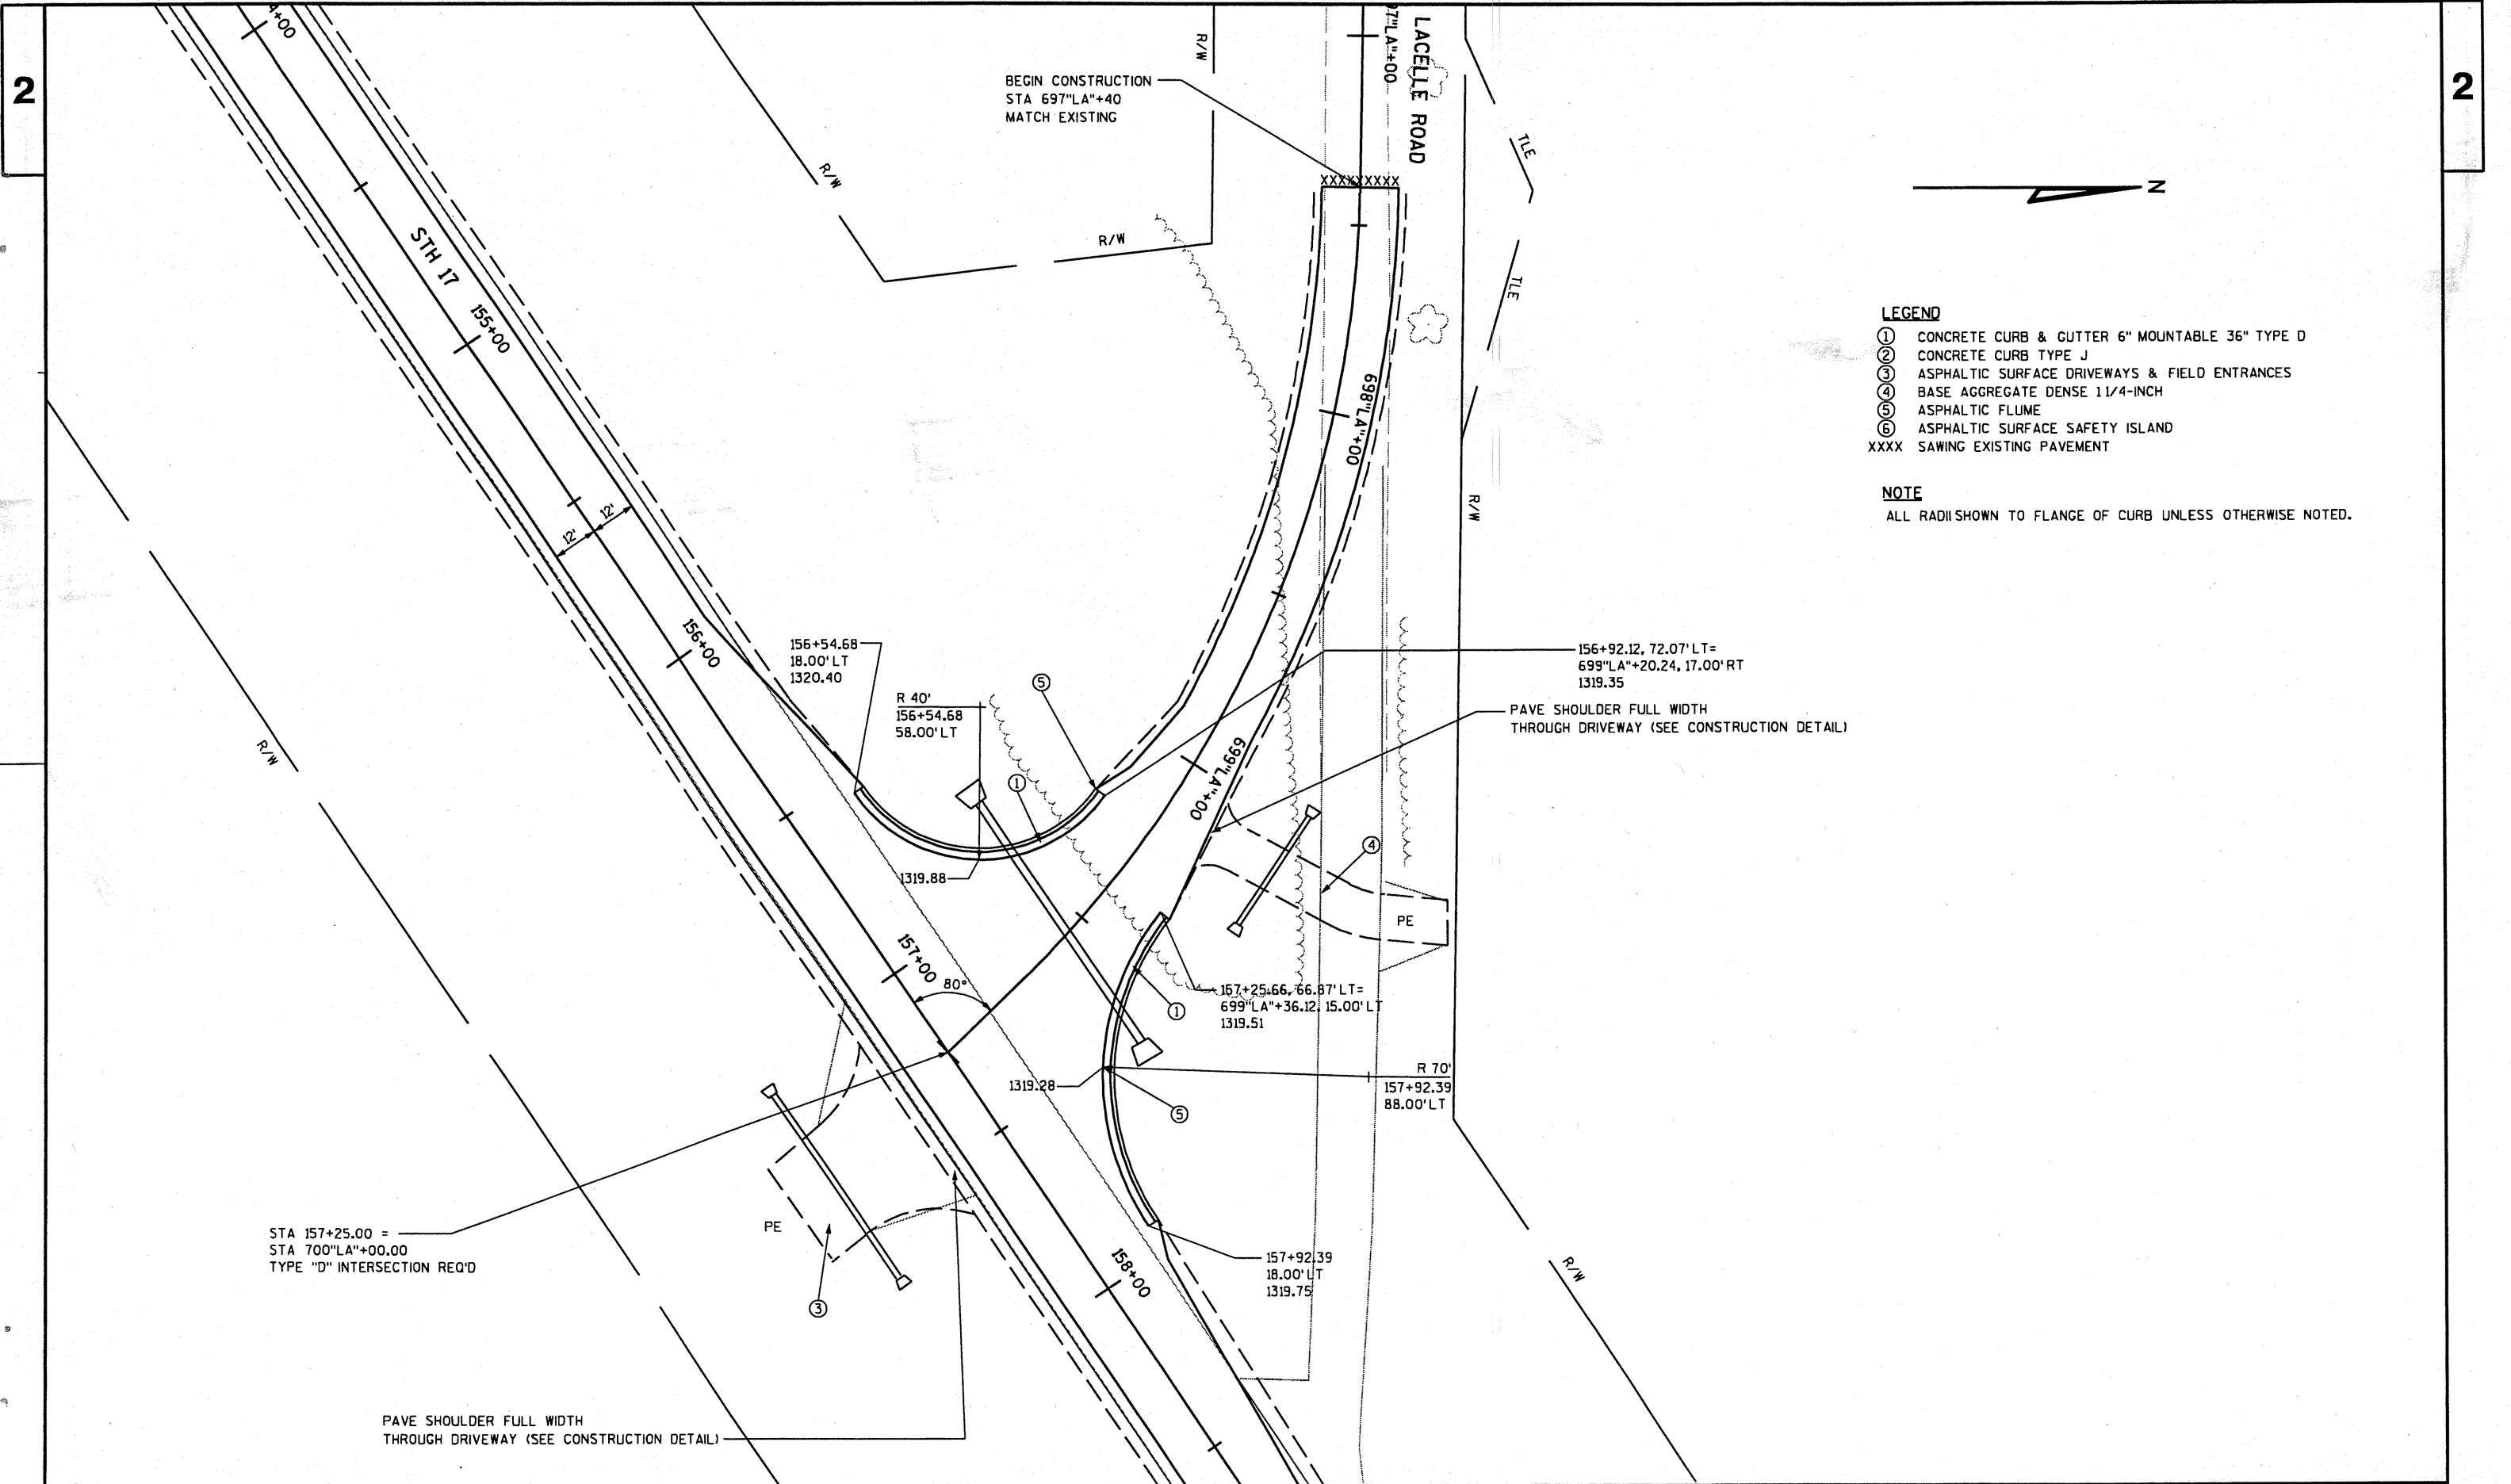 2
2
4+00
97"LA"+00
LACELLE ROAD
R/W
BEGIN CONSTRUCTION
STA 697"LA"+40
MATCH EXISTING
TLE
R/W
XXXXXXXXX
N
R/W
STH 17
TLE
155+00
LEGEND
1 CONCRETE CURB & GUTTER 6" MOUNTABLE 36" TYPE D
2 CONCRETE CURB TYPE J
3 ASPHALTIC SURFACE DRIVEWAYS & FIELD ENTRANCES
4 BASE AGGREGATE DENSE 1 1/4-INCH
5 ASPHALTIC FLUME
6 ASPHALTIC SURFACE SAFETY ISLAND
XXXX SAWING EXISTING PAVEMENT
NOTE
ALL RADII SHOWN TO FLANGE OF CURB UNLESS OTHERWISE NOTED.
698"LA"+00
R/W
12'
12'
156+00
156+54.68
18.00' LT
1320.40
R 40'
156+54.68
58.00' LT
5
156+92.12, 72.07' LT=
699"LA"+20.24, 17.00' RT
1319.35
PAVE SHOULDER FULL WIDTH
THROUGH DRIVEWAY (SEE CONSTRUCTION DETAIL)
R/W
699"LA"+00
1
4
1319.88
PE
157+00
80°
157+25.66, 66.87' LT=
699"LA"+36.12, 15.00' LT
1319.51
1
1319.28
R 70'
157+92.39
88.00' LT
5
STA 157+25.00 =
STA 700"LA"+00.00
TYPE "D" INTERSECTION REQ'D
PE
3
158+00
157+92.39
18.00' LT
1319.75
R/W
PAVE SHOULDER FULL WIDTH
THROUGH DRIVEWAY (SEE CONSTRUCTION DETAIL)